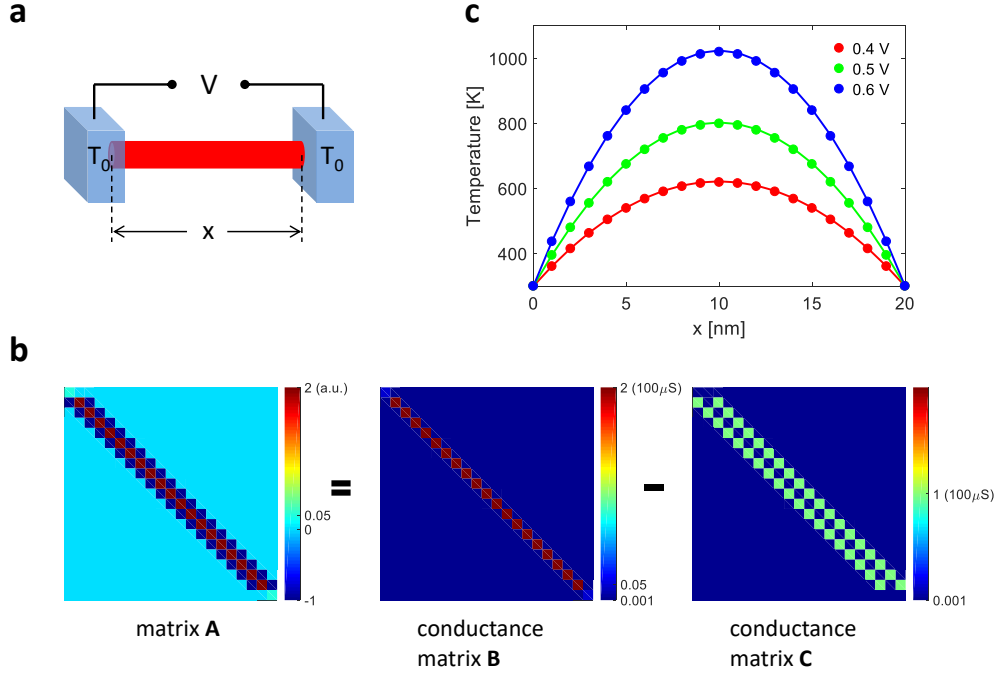 a
V
T0
T0
x
c
Temperature [K]
1000
800
600
400
0.4 V
0.5 V
0.6 V
0
5
10
15
20
x [nm]
b
2 (a.u.)
0.05
0
-1
matrix A
=
2 (100μS)
0.05
0.001
conductance
matrix B
-
1 (100μS)
0.001
conductance
matrix C